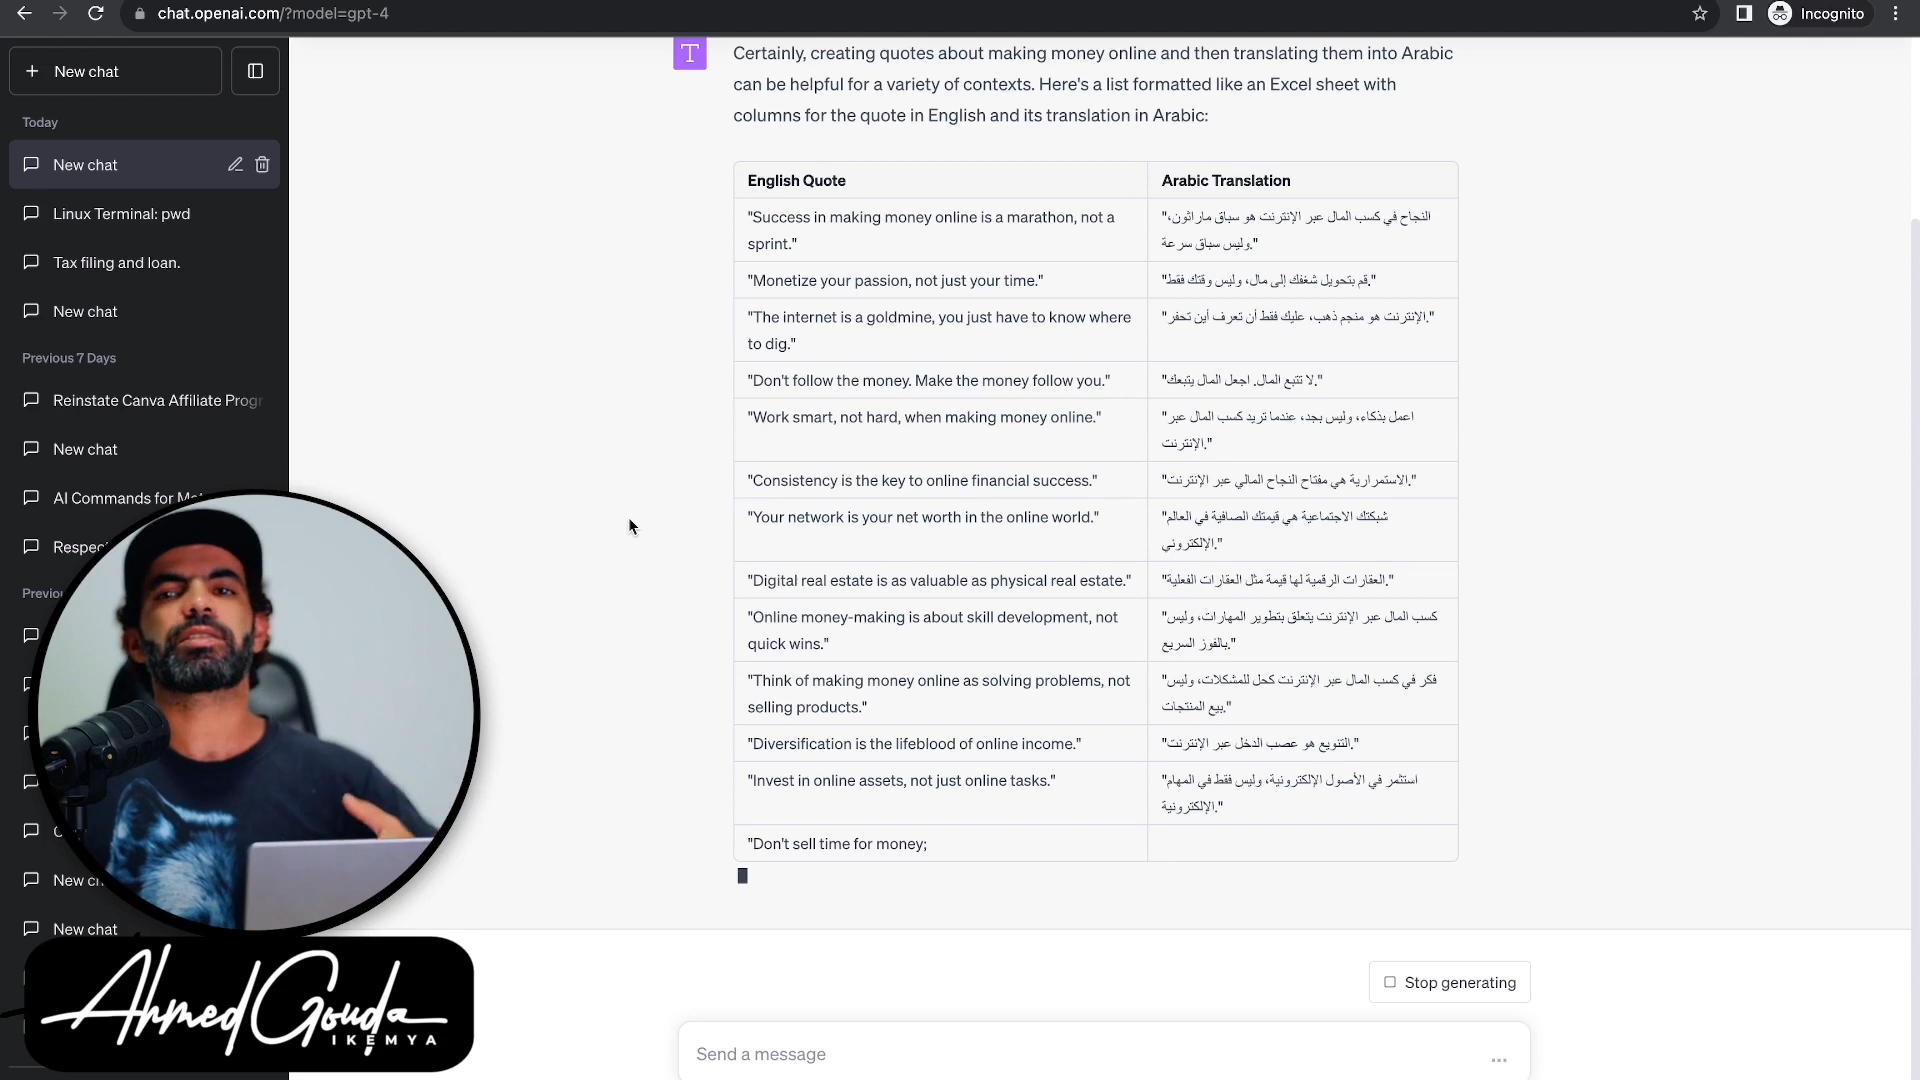 chat.openai.com/?model=gpt-4
Incognito
New chat
Today
New chat
Linux Terminal: pwd
Tax filing and loan.
New chat
Previous 7 Days
Reinstate Canva Affiliate Progr
New chat
AI Commands for
New chat
Certainly, creating quotes about making money online and then translating them into Arabic
can be helpful for a variety of contexts. Here's a list formatted like an Excel sheet with
columns for the quote in English and its translation in Arabic:
English Quote
Arabic Translation
"Success in making money online is a marathon, not a
sprint."
"النجاح في كسب المال عبر الإنترنت هو سباق ماراثون،
وليس سباق سرعة."
"Monetize your passion, not just your time."
"قم بتحويل شغفك إلى مال، وليس وقتك فقط."
"The internet is a goldmine, you just have to know where
to dig."
"الإنترنت هو منجم ذهب، عليك فقط أن تعرف أين تحفر."
"Don't follow the money. Make the money follow you."
"لا تتبع المال. اجعل المال يتبعك."
"Work smart, not hard, when making money online."
"اعمل بذكاء، وليس بجد، عندما تريد كسب المال عبر
الإنترنت."
"Consistency is the key to online financial success."
"الاستمرارية هي مفتاح النجاح المالي عبر الإنترنت."
"Your network is your net worth in the online world."
"شبكتك الاجتماعية هي قيمتك الصافية في العالم
الإلكتروني."
"Digital real estate is as valuable as physical real estate."
"العقارات الرقمية لها قيمة مثل العقارات الفعلية."
"Online money-making is about skill development, not
quick wins."
"كسب المال عبر الإنترنت يتعلق بتطوير المهارات، وليس
بالفوز السريع."
"Think of making money online as solving problems, not
selling products."
"فكر في كسب المال عبر الإنترنت كحل للمشكلات، وليس
بيع المنتجات."
"Diversification is the lifeblood of online income."
"التنويع هو عصب الدخل عبر الإنترنت."
"Invest in online assets, not just online tasks."
"استثمر في الأصول الإلكترونية، وليس فقط في المهام
الإلكترونية."
"Don't sell time for money;
Stop generating
Send a message
Ahmed Gouda
IKEMYA